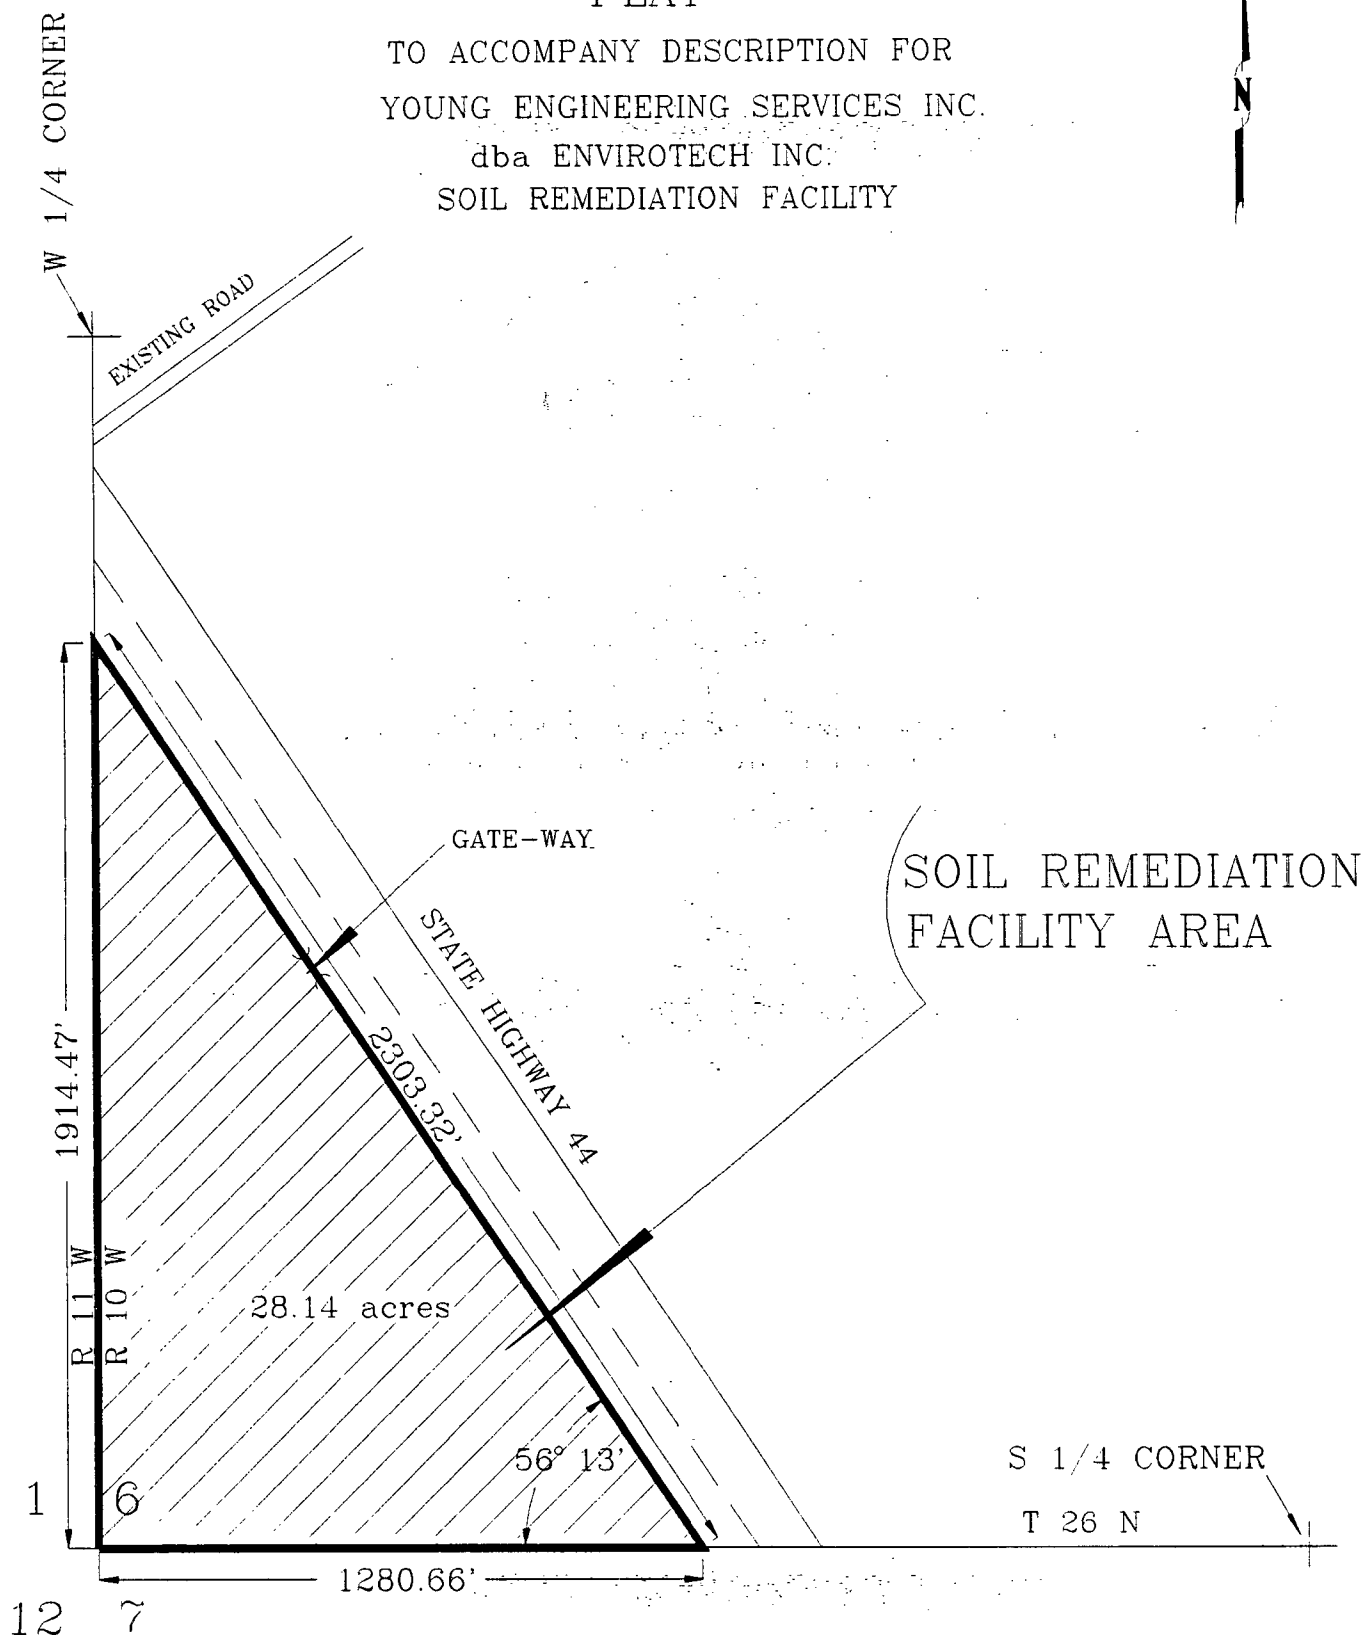 PLAT
TO ACCOMPANY DESCRIPTION FOR
YOUNG ENGINEERING SERVICES INC.
dba ENVIROTECH INC.
SOIL REMEDIATION FACILITY
N
W 1/4 CORNER
EXISTING ROAD
GATE-WAY
SOIL REMEDIATION
FACILITY AREA
STATE HIGHWAY 44
2303.32'
1914.47'
R 11 W
R 10 W
28.14 acres
56° 13'
S 1/4 CORNER
T 26 N
1 6
1280.66'
12 7